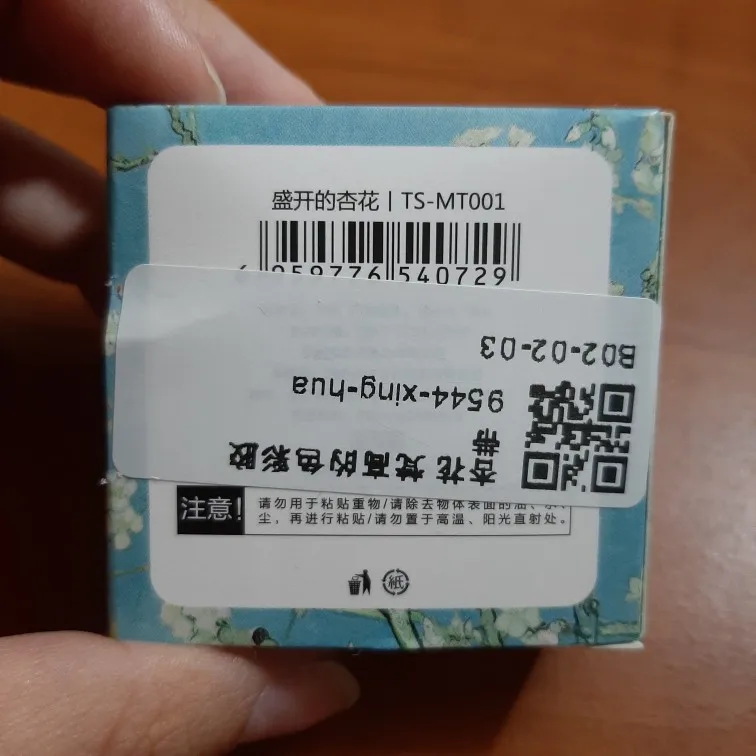 盛开的杏花 | TS-MT001
6 959776 540729
杏花 梵高的色彩胶
带
9544-xing-hua
B02-02-03
注意!
请勿用于粘贴重物/请除去物体表面的油、水、
尘，再进行粘贴/请勿置于高温、阳光直射处。
紙